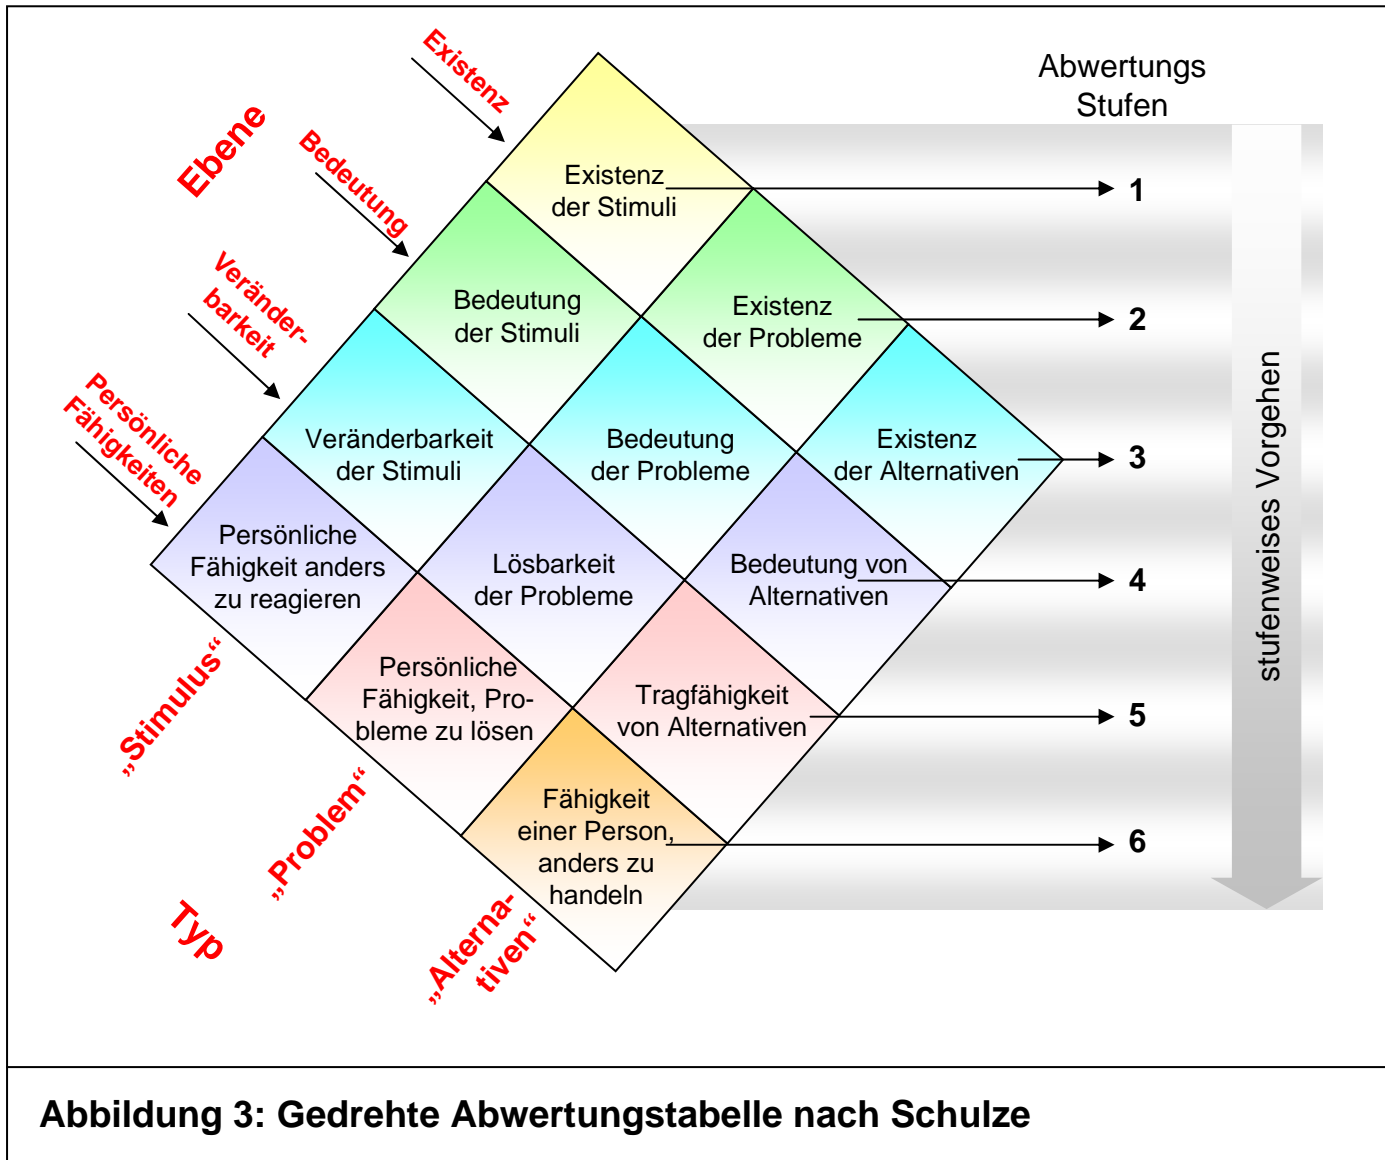 Existenz
Ebene
Bedeutung
Veränder-
barkeit
Persönliche
Fähigkeiten
Abwertungs
Stufen
Existenz
der Stimuli
1
Bedeutung
der Stimuli
Existenz
der Probleme
2
Veränderbarkeit
der Stimuli
Bedeutung
der Probleme
Existenz
der Alternativen
3
Persönliche
Fähigkeit anders
zu reagieren
Lösbarkeit
der Probleme
Bedeutung von
Alternativen
4
Persönliche
Fähigkeit, Pro-
bleme zu lösen
Tragfähigkeit
von Alternativen
5
Fähigkeit
einer Person,
anders zu
handeln
6
stufenweises Vorgehen
„Stimulus“
„Problem“
„Alterna-
tiven“
Typ
Abbildung 3: Gedrehte Abwertungstabelle nach Schulze